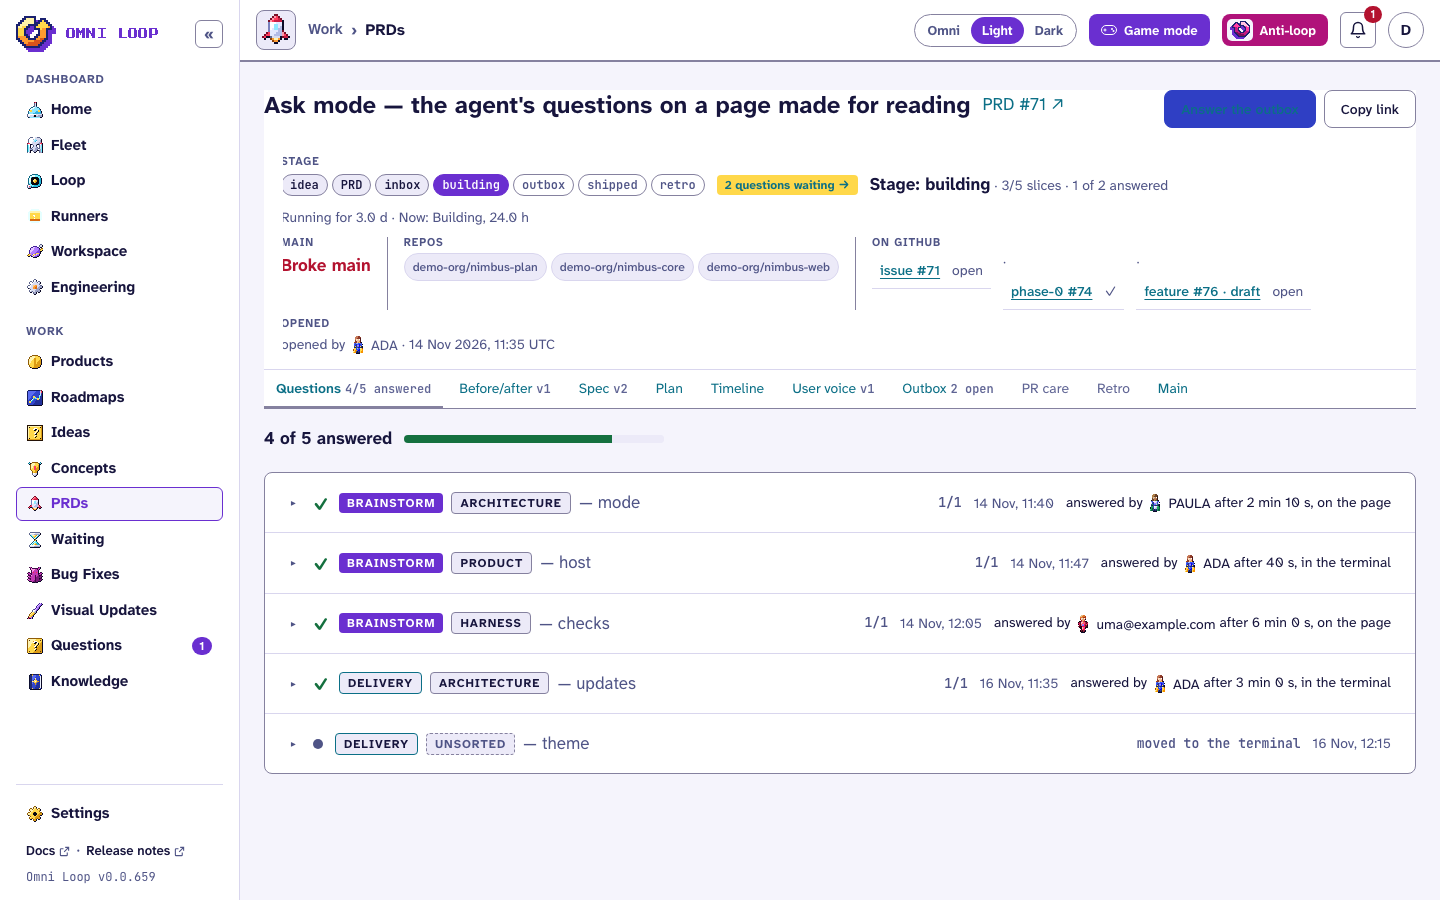 OMNI LOOP
«
DASHBOARD
Home
Fleet
Loop
Runners
Workspace
Engineering
WORK
Products
Roadmaps
Ideas
Concepts
PRDs
Waiting
Bug Fixes
Visual Updates
Questions 1
Knowledge
Settings
Docs · Release notes
Omni Loop v0.0.659
Work › PRDs
Omni Light Dark
Game mode
Anti-loop
1
D
Ask mode — the agent's questions on a page made for reading PRD #71 ↗
Answer the outbox
Copy link
STAGE
idea PRD inbox building outbox shipped retro 2 questions waiting → Stage: building · 3/5 slices · 1 of 2 answered
Running for 3.0 d · Now: Building, 24.0 h
MAIN
Broke main
REPOS
demo-org/nimbus-plan demo-org/nimbus-core demo-org/nimbus-web
ON GITHUB
issue #71 open
· phase-0 #74 ✓
· feature #76 · draft open
OPENED
opened by ADA · 14 Nov 2026, 11:35 UTC
Questions 4/5 answered Before/after v1 Spec v2 Plan Timeline User voice v1 Outbox 2 open PR care Retro Main
4 of 5 answered
▸ ✓ BRAINSTORM ARCHITECTURE — mode 1/1 14 Nov, 11:40 answered by PAULA after 2 min 10 s, on the page
▸ ✓ BRAINSTORM PRODUCT — host 1/1 14 Nov, 11:47 answered by ADA after 40 s, in the terminal
▸ ✓ BRAINSTORM HARNESS — checks 1/1 14 Nov, 12:05 answered by uma@example.com after 6 min 0 s, on the page
▸ ✓ DELIVERY ARCHITECTURE — updates 1/1 16 Nov, 11:35 answered by ADA after 3 min 0 s, in the terminal
▸ ● DELIVERY UNSORTED — theme moved to the terminal 16 Nov, 12:15